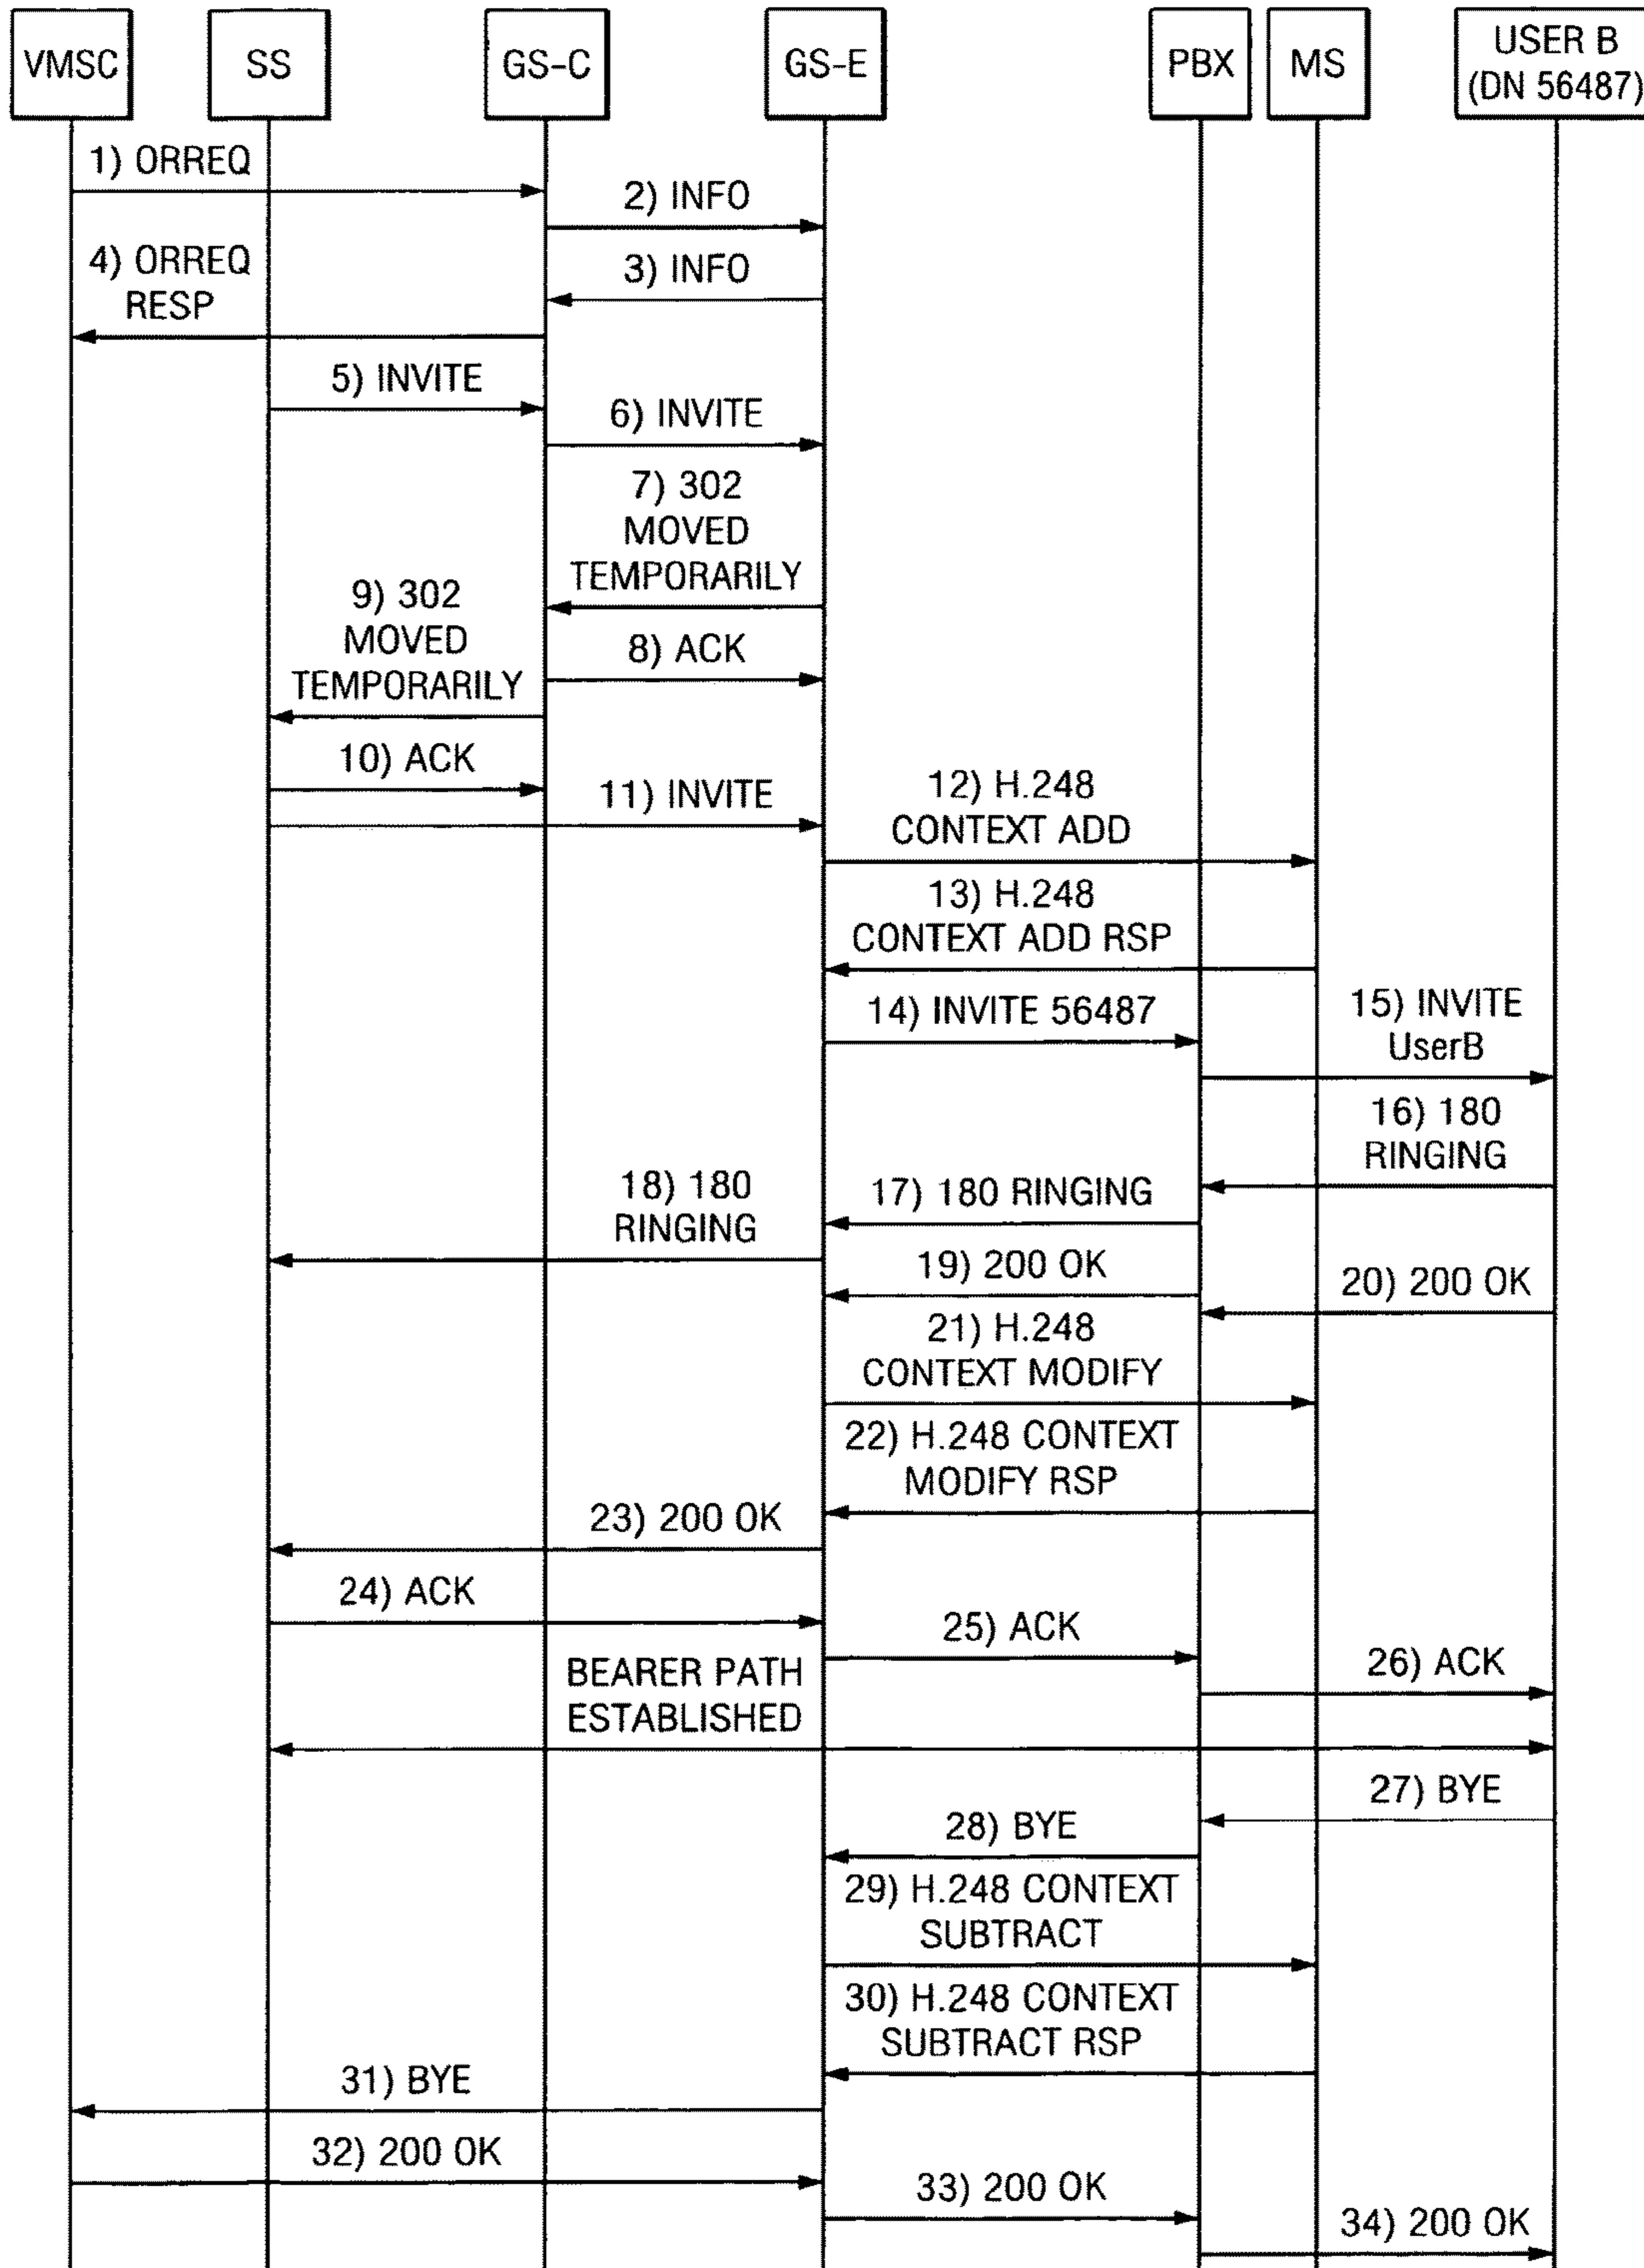 VMSC
SS
GS-C
GS-E
PBX
MS
USER B
(DN 56487)
1) ORREQ
2) INFO
4) ORREQ
RESP
3) INFO
5) INVITE
6) INVITE
7) 302
MOVED
TEMPORARILY
9) 302
MOVED
TEMPORARILY
8) ACK
10) ACK
11) INVITE
12) H.248
CONTEXT ADD
13) H.248
CONTEXT ADD RSP
14) INVITE 56487
15) INVITE
UserB
16) 180
RINGING
18) 180
RINGING
17) 180 RINGING
19) 200 OK
20) 200 OK
21) H.248
CONTEXT MODIFY
22) H.248 CONTEXT
MODIFY RSP
23) 200 OK
24) ACK
25) ACK
BEARER PATH
ESTABLISHED
26) ACK
27) BYE
28) BYE
29) H.248 CONTEXT
SUBTRACT
30) H.248 CONTEXT
SUBTRACT RSP
31) BYE
32) 200 OK
33) 200 OK
34) 200 OK